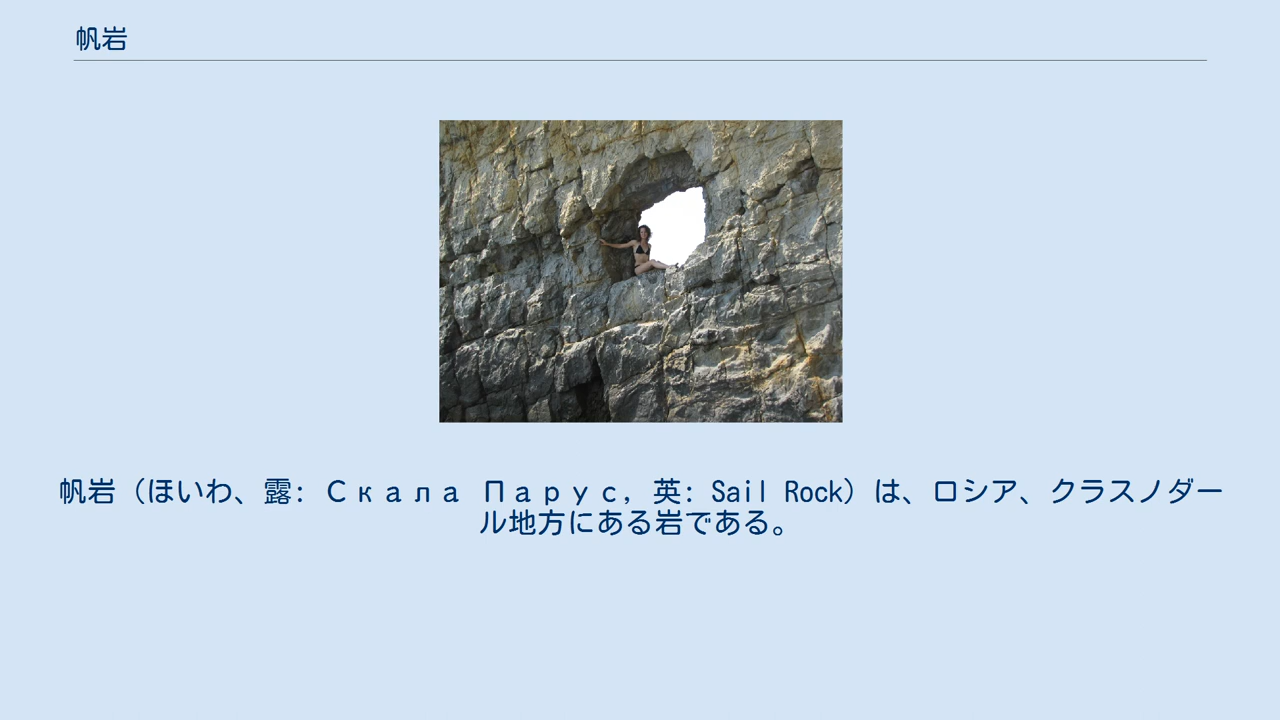 帆岩
帆岩（ほいわ、露: Скала Парус, 英: Sail Rock）は、ロシア、クラスノダー
ル地方にある岩である。